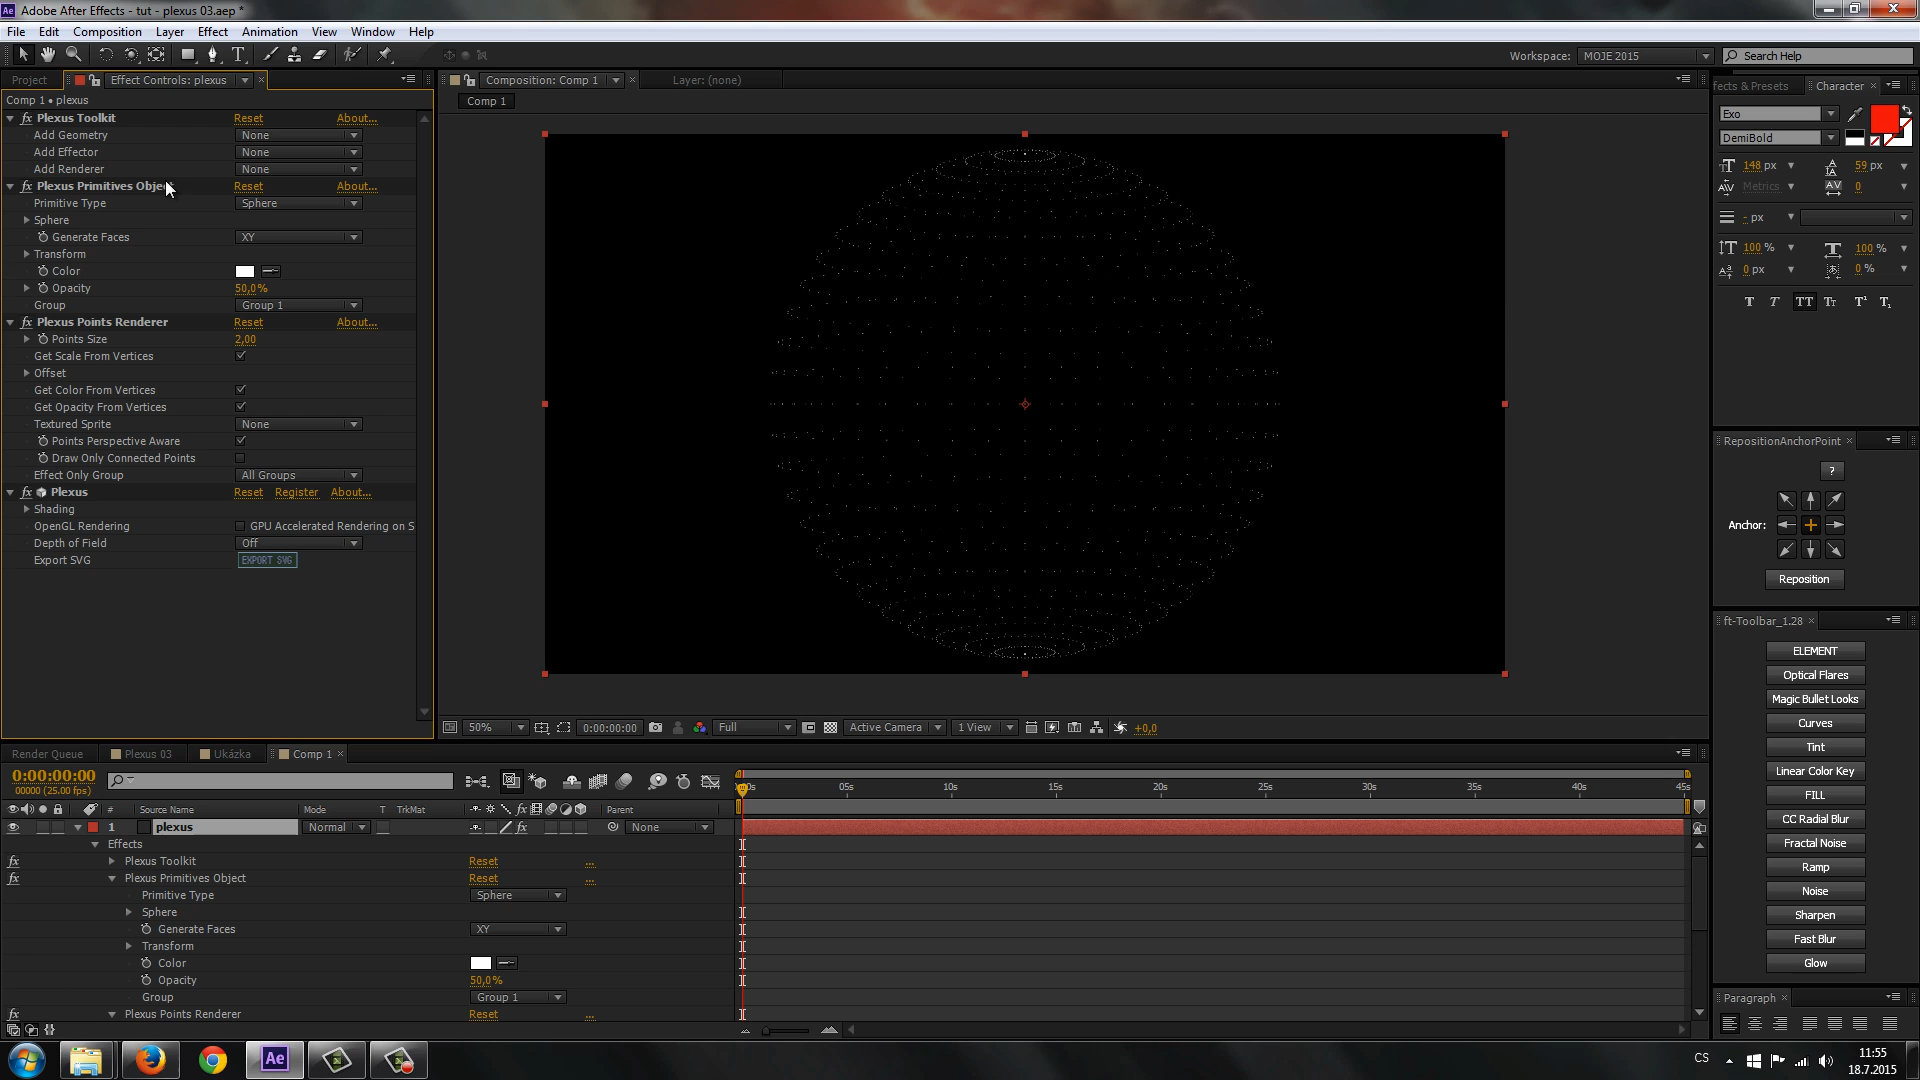 Adobe After Effects - tut - plexus 03.aep *
File Edit Composition Layer Effect Animation View Window Help
Workspace: MOJE 2015 Search Help
Project Effect Controls: plexus
Composition: Comp 1 Layer: (none)
fects & Presets Character
Comp 1 • plexus
Comp 1
Plexus Toolkit Reset About...
Add Geometry None
Add Effector None
Add Renderer None
Plexus Primitives Object Reset About...
Primitive Type Sphere
Sphere
Generate Faces XY
Transform
Color
Opacity 50,0%
Group Group 1
Plexus Points Renderer Reset About...
Points Size 2,00
Get Scale From Vertices
Offset
Get Color From Vertices
Get Opacity From Vertices
Textured Sprite None
Points Perspective Aware
Draw Only Connected Points
Effect Only Group All Groups
Plexus Reset Register About...
Shading
OpenGL Rendering GPU Accelerated Rendering on S
Depth of Field Off
Export SVG EXPORT SVG
Exo
DemiBold
148 px 59 px
Metrics 0
- px
100 % 100 %
0 px 0 %
T T TT Tt T¹ T₁
RepositionAnchorPoint
?
Anchor:
Reposition
ft-Toolbar_1.28
ELEMENT
Optical Flares
Magic Bullet Looks
Curves
Tint
Linear Color Key
FILL
CC Radial Blur
Fractal Noise
Ramp
Noise
Sharpen
Fast Blur
Glow
Paragraph
50% 0:00:00:00 Full Active Camera 1 View +0,0
Render Queue Plexus 03 Ukázka Comp 1
0:00:00:00
00000 (25.00 fps)
05s 10s 15s 20s 25s 30s 35s 40s 45s
# Source Name Mode T TrkMat Parent
1 plexus Normal None
Effects
Plexus Toolkit Reset ...
Plexus Primitives Object Reset ...
Primitive Type Sphere
Sphere
Generate Faces XY
Transform
Color
Opacity 50,0%
Group Group 1
Plexus Points Renderer Reset ...
CS
11:55
18.7.2015